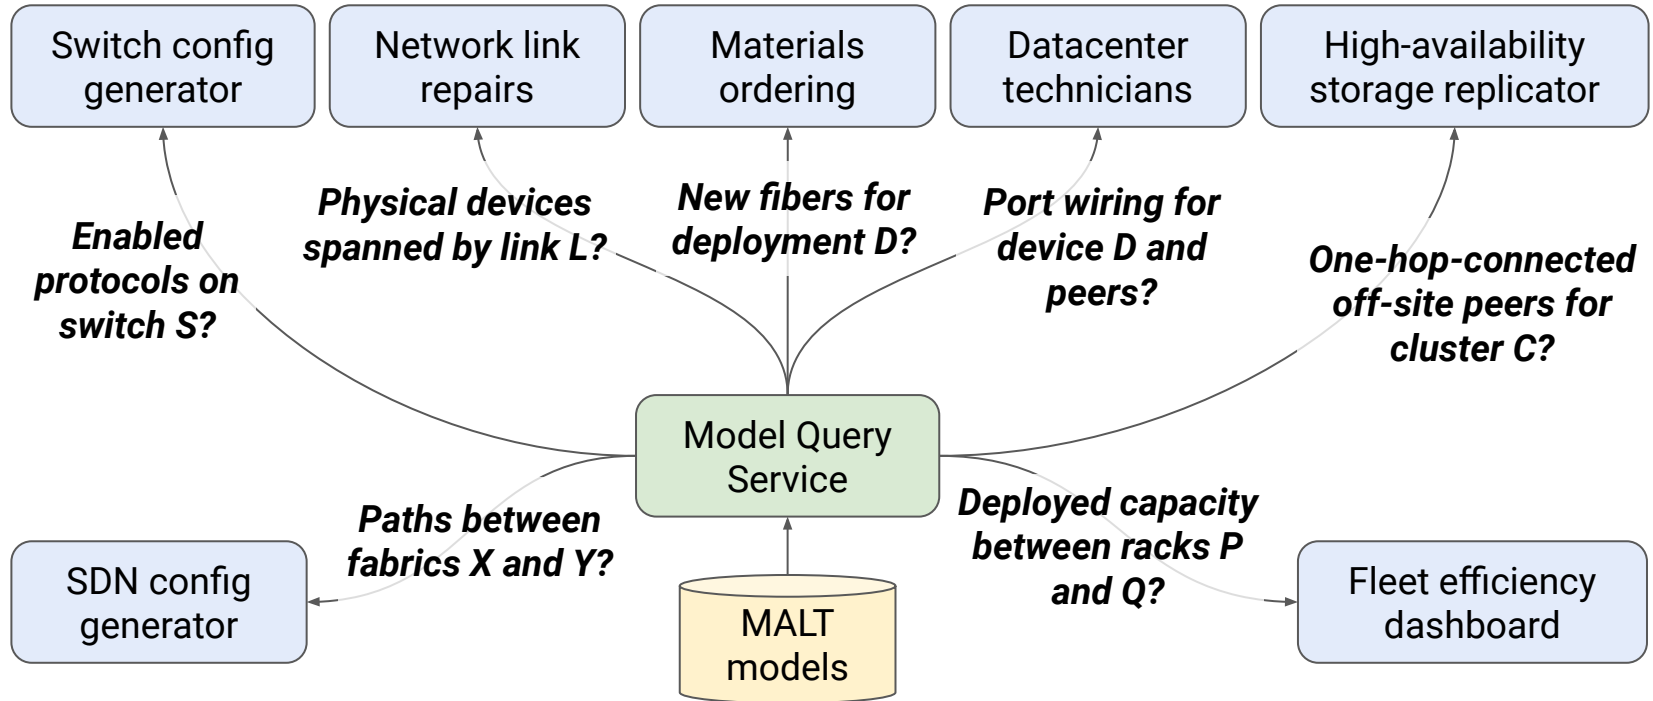 Switch config
generator
Network link
repairs
Materials
ordering
Datacenter
technicians
High-availability
storage replicator
Enabled
protocols on
switch S?
Physical devices
spanned by link L?
New fibers for
deployment D?
Port wiring for
device D and
peers?
One-hop-connected
off-site peers for
cluster C?
Model Query
Service
Paths between
fabrics X and Y?
Deployed capacity
between racks P
and Q?
SDN config
generator
MALT
models
Fleet efficiency
dashboard